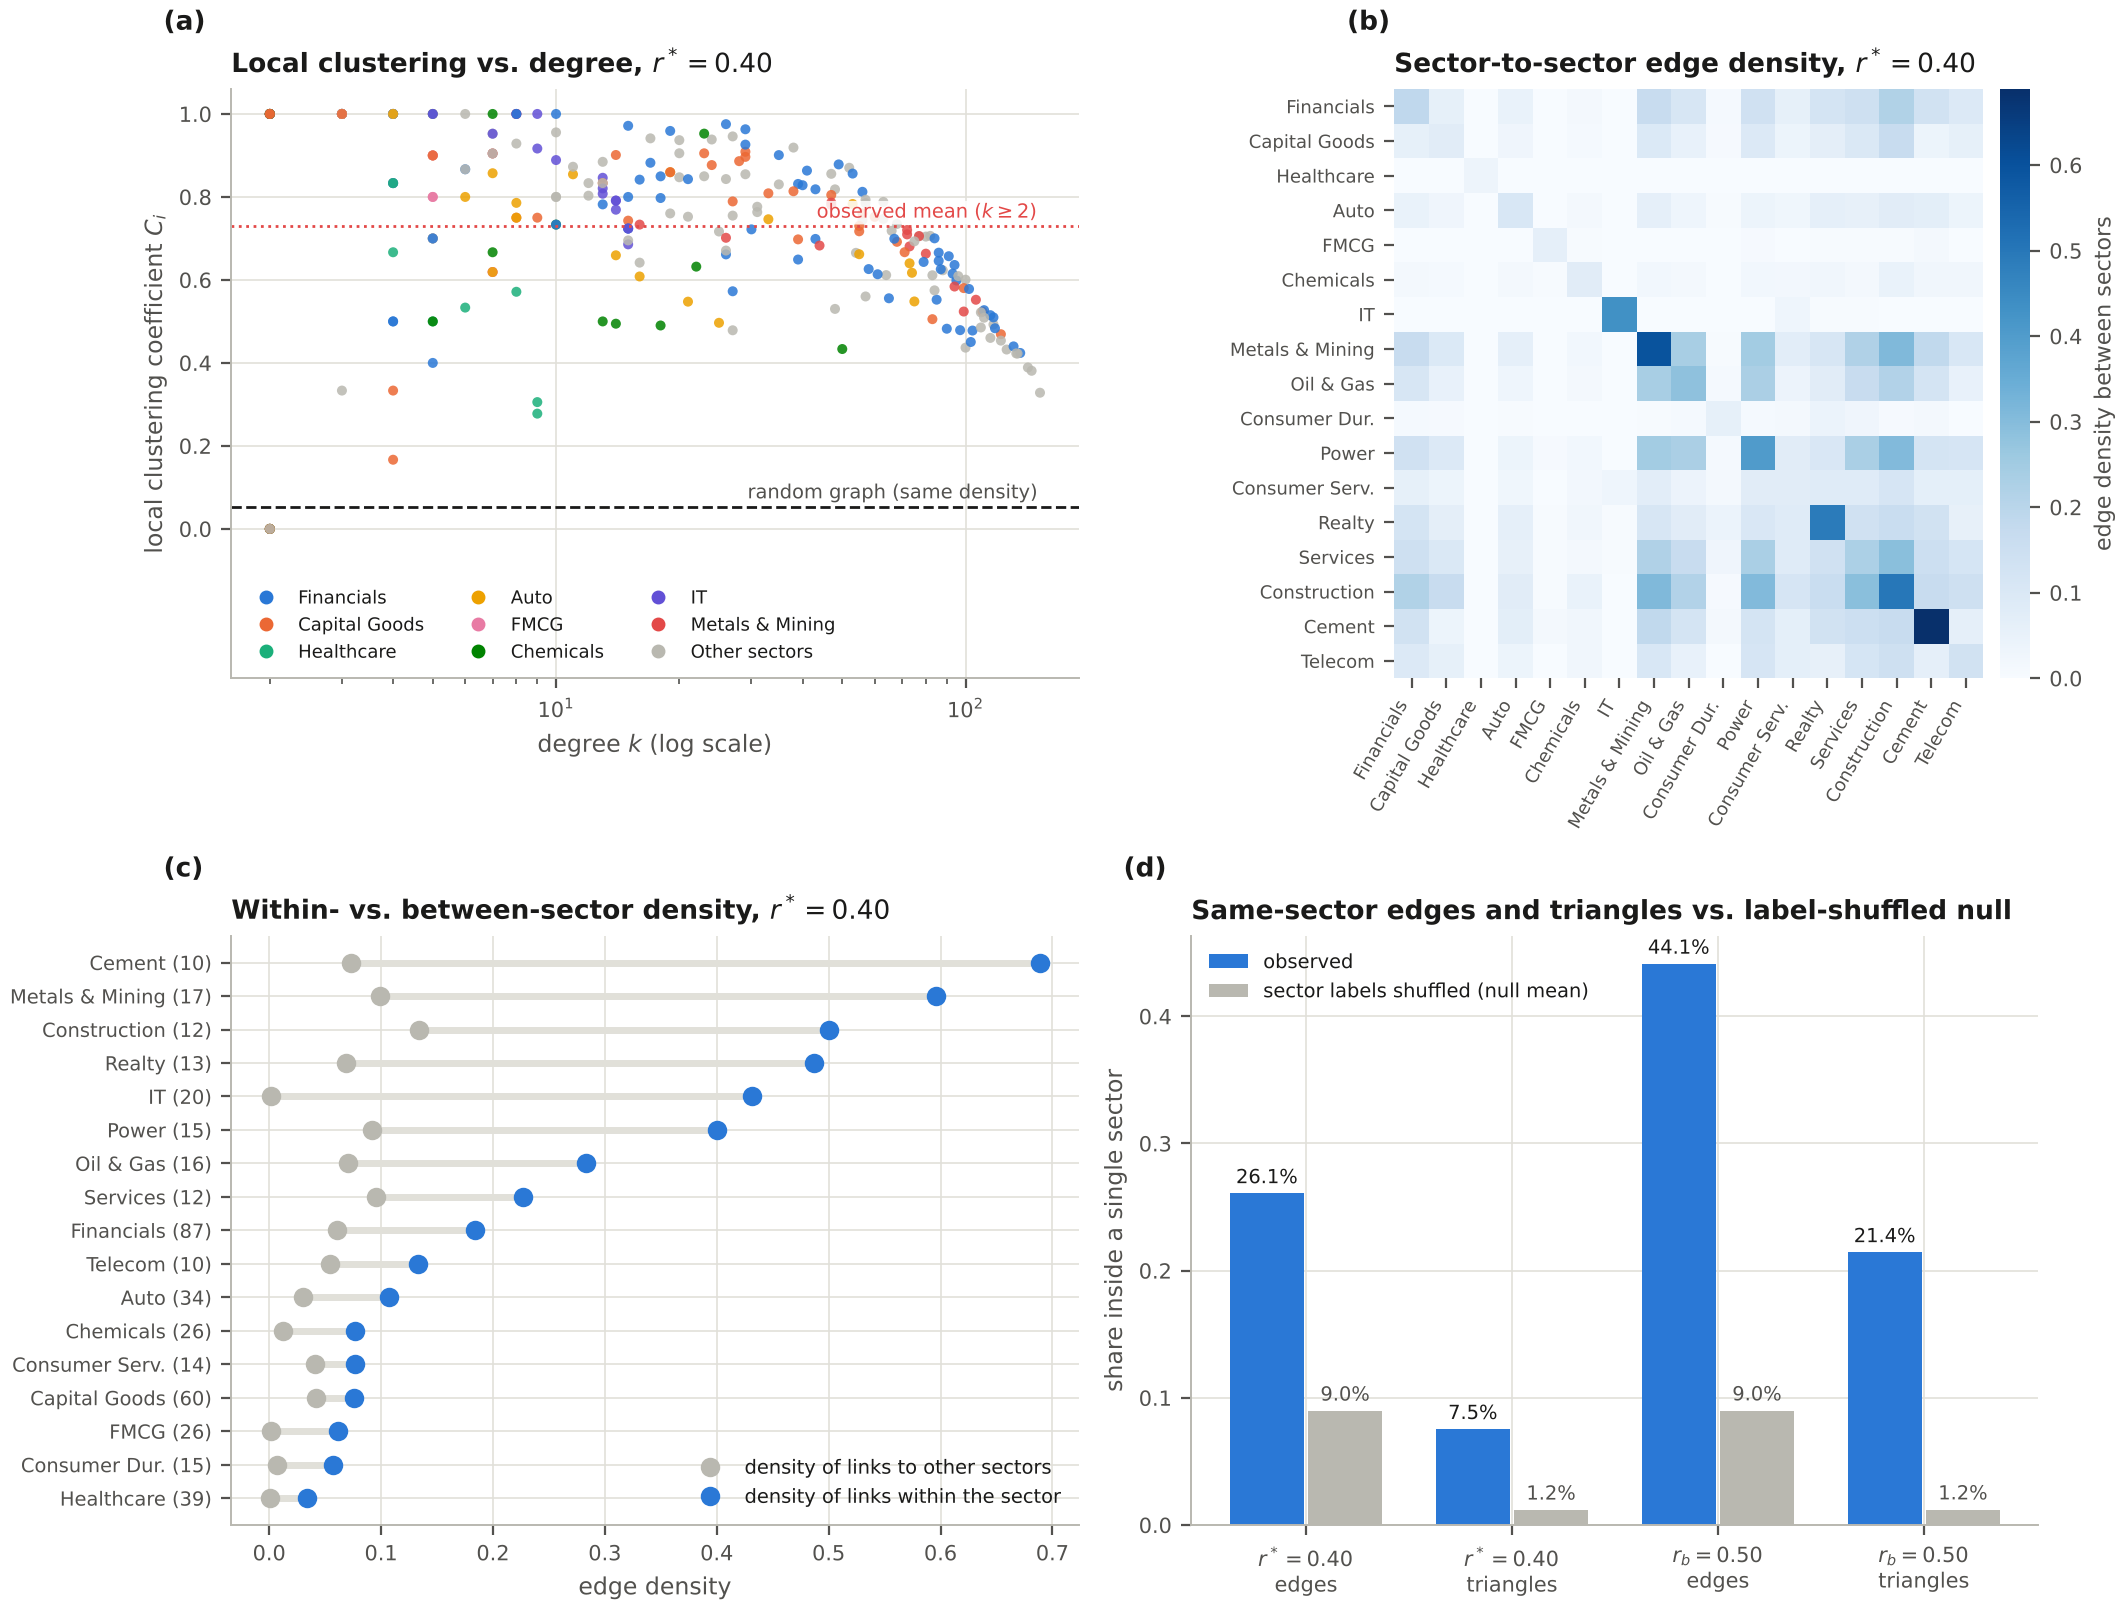 (a)
Local clustering vs. degree, r* = 0.40
local clustering coefficient Cᵢ
1.0
0.8
0.6
0.4
0.2
0.0
observed mean (k ≥ 2)
random graph (same density)
Financials
Capital Goods
Healthcare
Auto
FMCG
Chemicals
IT
Metals & Mining
Other sectors
10¹
10²
degree k (log scale)
(b)
Sector-to-sector edge density, r* = 0.40
Financials
Capital Goods
Healthcare
Auto
FMCG
Chemicals
IT
Metals & Mining
Oil & Gas
Consumer Dur.
Power
Consumer Serv.
Realty
Services
Construction
Cement
Telecom
Financials
Capital Goods
Healthcare
Auto
FMCG
Chemicals
IT
Metals & Mining
Oil & Gas
Consumer Dur.
Power
Consumer Serv.
Realty
Services
Construction
Cement
Telecom
0.6
0.5
0.4
0.3
0.2
0.1
0.0
edge density between sectors
(c)
Within- vs. between-sector density, r* = 0.40
Cement (10)
Metals & Mining (17)
Construction (12)
Realty (13)
IT (20)
Power (15)
Oil & Gas (16)
Services (12)
Financials (87)
Telecom (10)
Auto (34)
Chemicals (26)
Consumer Serv. (14)
Capital Goods (60)
FMCG (26)
Consumer Dur. (15)
Healthcare (39)
density of links to other sectors
density of links within the sector
0.0
0.1
0.2
0.3
0.4
0.5
0.6
0.7
edge density
(d)
Same-sector edges and triangles vs. label-shuffled null
share inside a single sector
observed
sector labels shuffled (null mean)
0.4
0.3
0.2
0.1
0.0
26.1%
9.0%
7.5%
1.2%
44.1%
9.0%
21.4%
1.2%
r* = 0.40
edges
r* = 0.40
triangles
r_b = 0.50
edges
r_b = 0.50
triangles